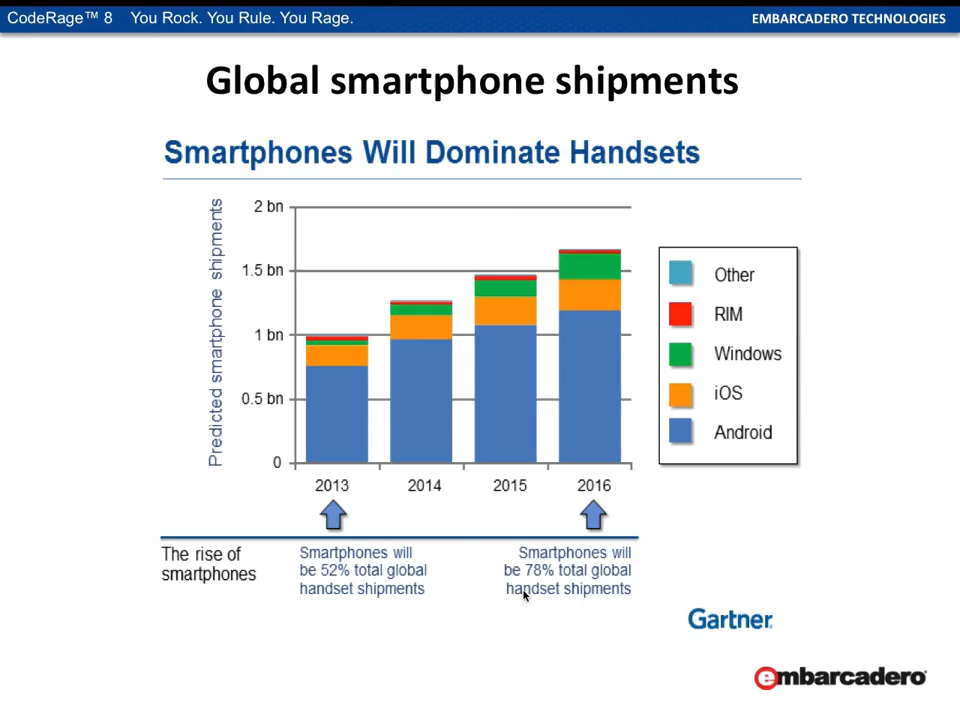 CodeRage™ 8 You Rock. You Rule. You Rage.
EMBARCADERO TECHNOLOGIES
Global smartphone shipments
Smartphones Will Dominate Handsets
Predicted smartphone shipments
2 bn
1.5 bn
1 bn
0.5 bn
0
2013 2014 2015 2016
Other
RIM
Windows
iOS
Android
The rise of
smartphones
Smartphones will
be 52% total global
handset shipments
Smartphones will
be 78% total global
handset shipments
Gartner
embarcadero